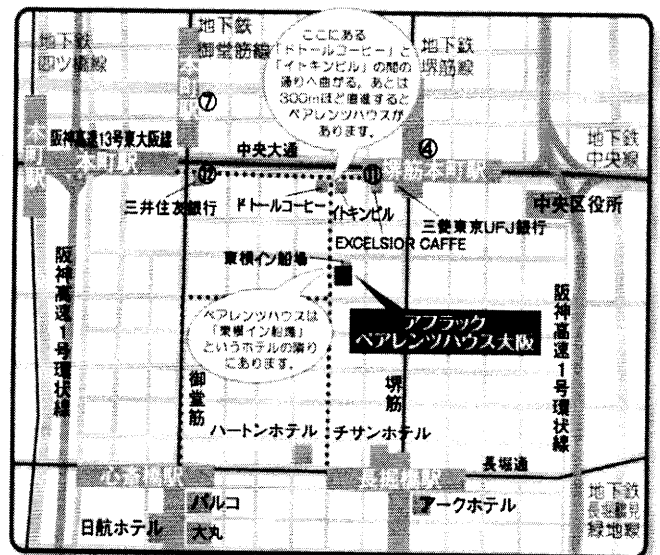 地下鉄
四ツ橋線
地下鉄
御堂筋線
ここにある
「ドトールコーヒー」と
「イトキンビル」の間の
通りへ曲がる。あとは
300mほど直進すると
ペアレンツハウスが
あります。
地下鉄
堺筋線
本町駅
⑦
④
本町駅
阪神高速13号東大阪線
本町駅
中央大通
地下鉄
中央線
⑫
⑪
堺筋本町駅
三井住友銀行
ドトールコーヒー
イトキンビル
三菱東京UFJ銀行
中央区役所
EXCELSIOR CAFFE
東横イン船場
阪神高速1号環状線
ペアレンツハウスは
「東横イン船場」
というホテルの隣り
にあります。
アフラック
ペアレンツハウス大阪
阪神高速1号環状線
御堂筋
堺筋
ハートンホテル
チサンホテル
長堀通
心斎橋駅
長堀橋駅
パルコ
アークホテル
日航ホテル
大丸
地下鉄
長堀鶴見
緑地線